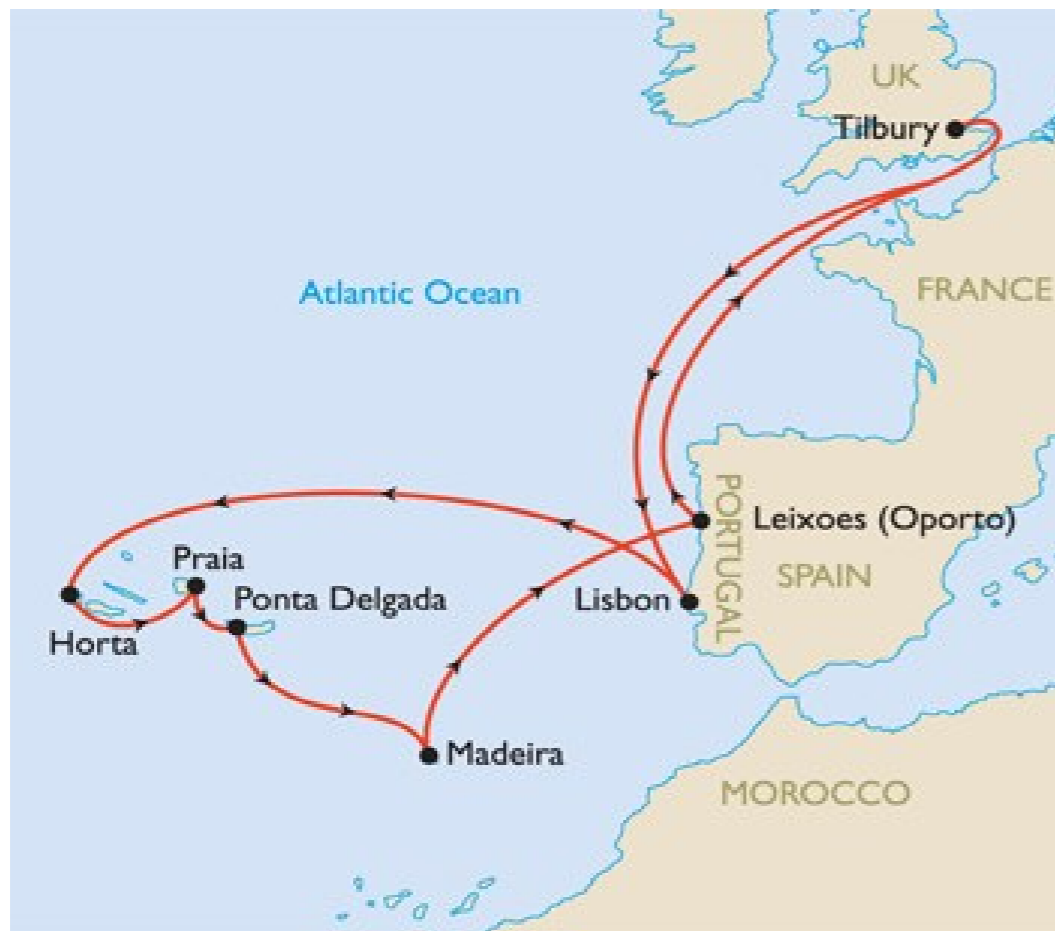 UK
Tilbury
FRANCE
Atlantic Ocean
PORTUGAL
Leixoes (Oporto)
SPAIN
Praia
Ponta Delgada
Lisbon
Horta
Madeira
MOROCCO